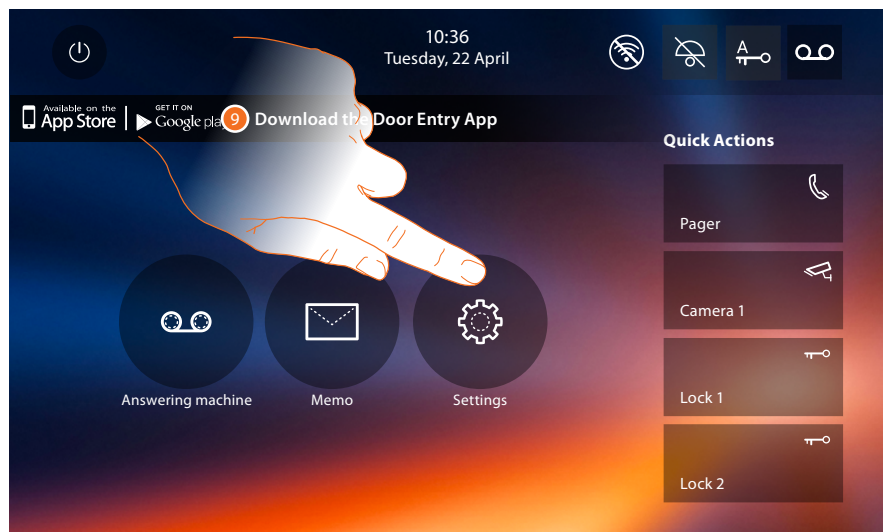 10:36
Tuesday, 22 April
A
Available on the
App Store
GET IT ON
Google pla
9 Download the Door Entry App
Quick Actions
Pager
Camera 1
Lock 1
Lock 2
Answering machine
Memo
Settings